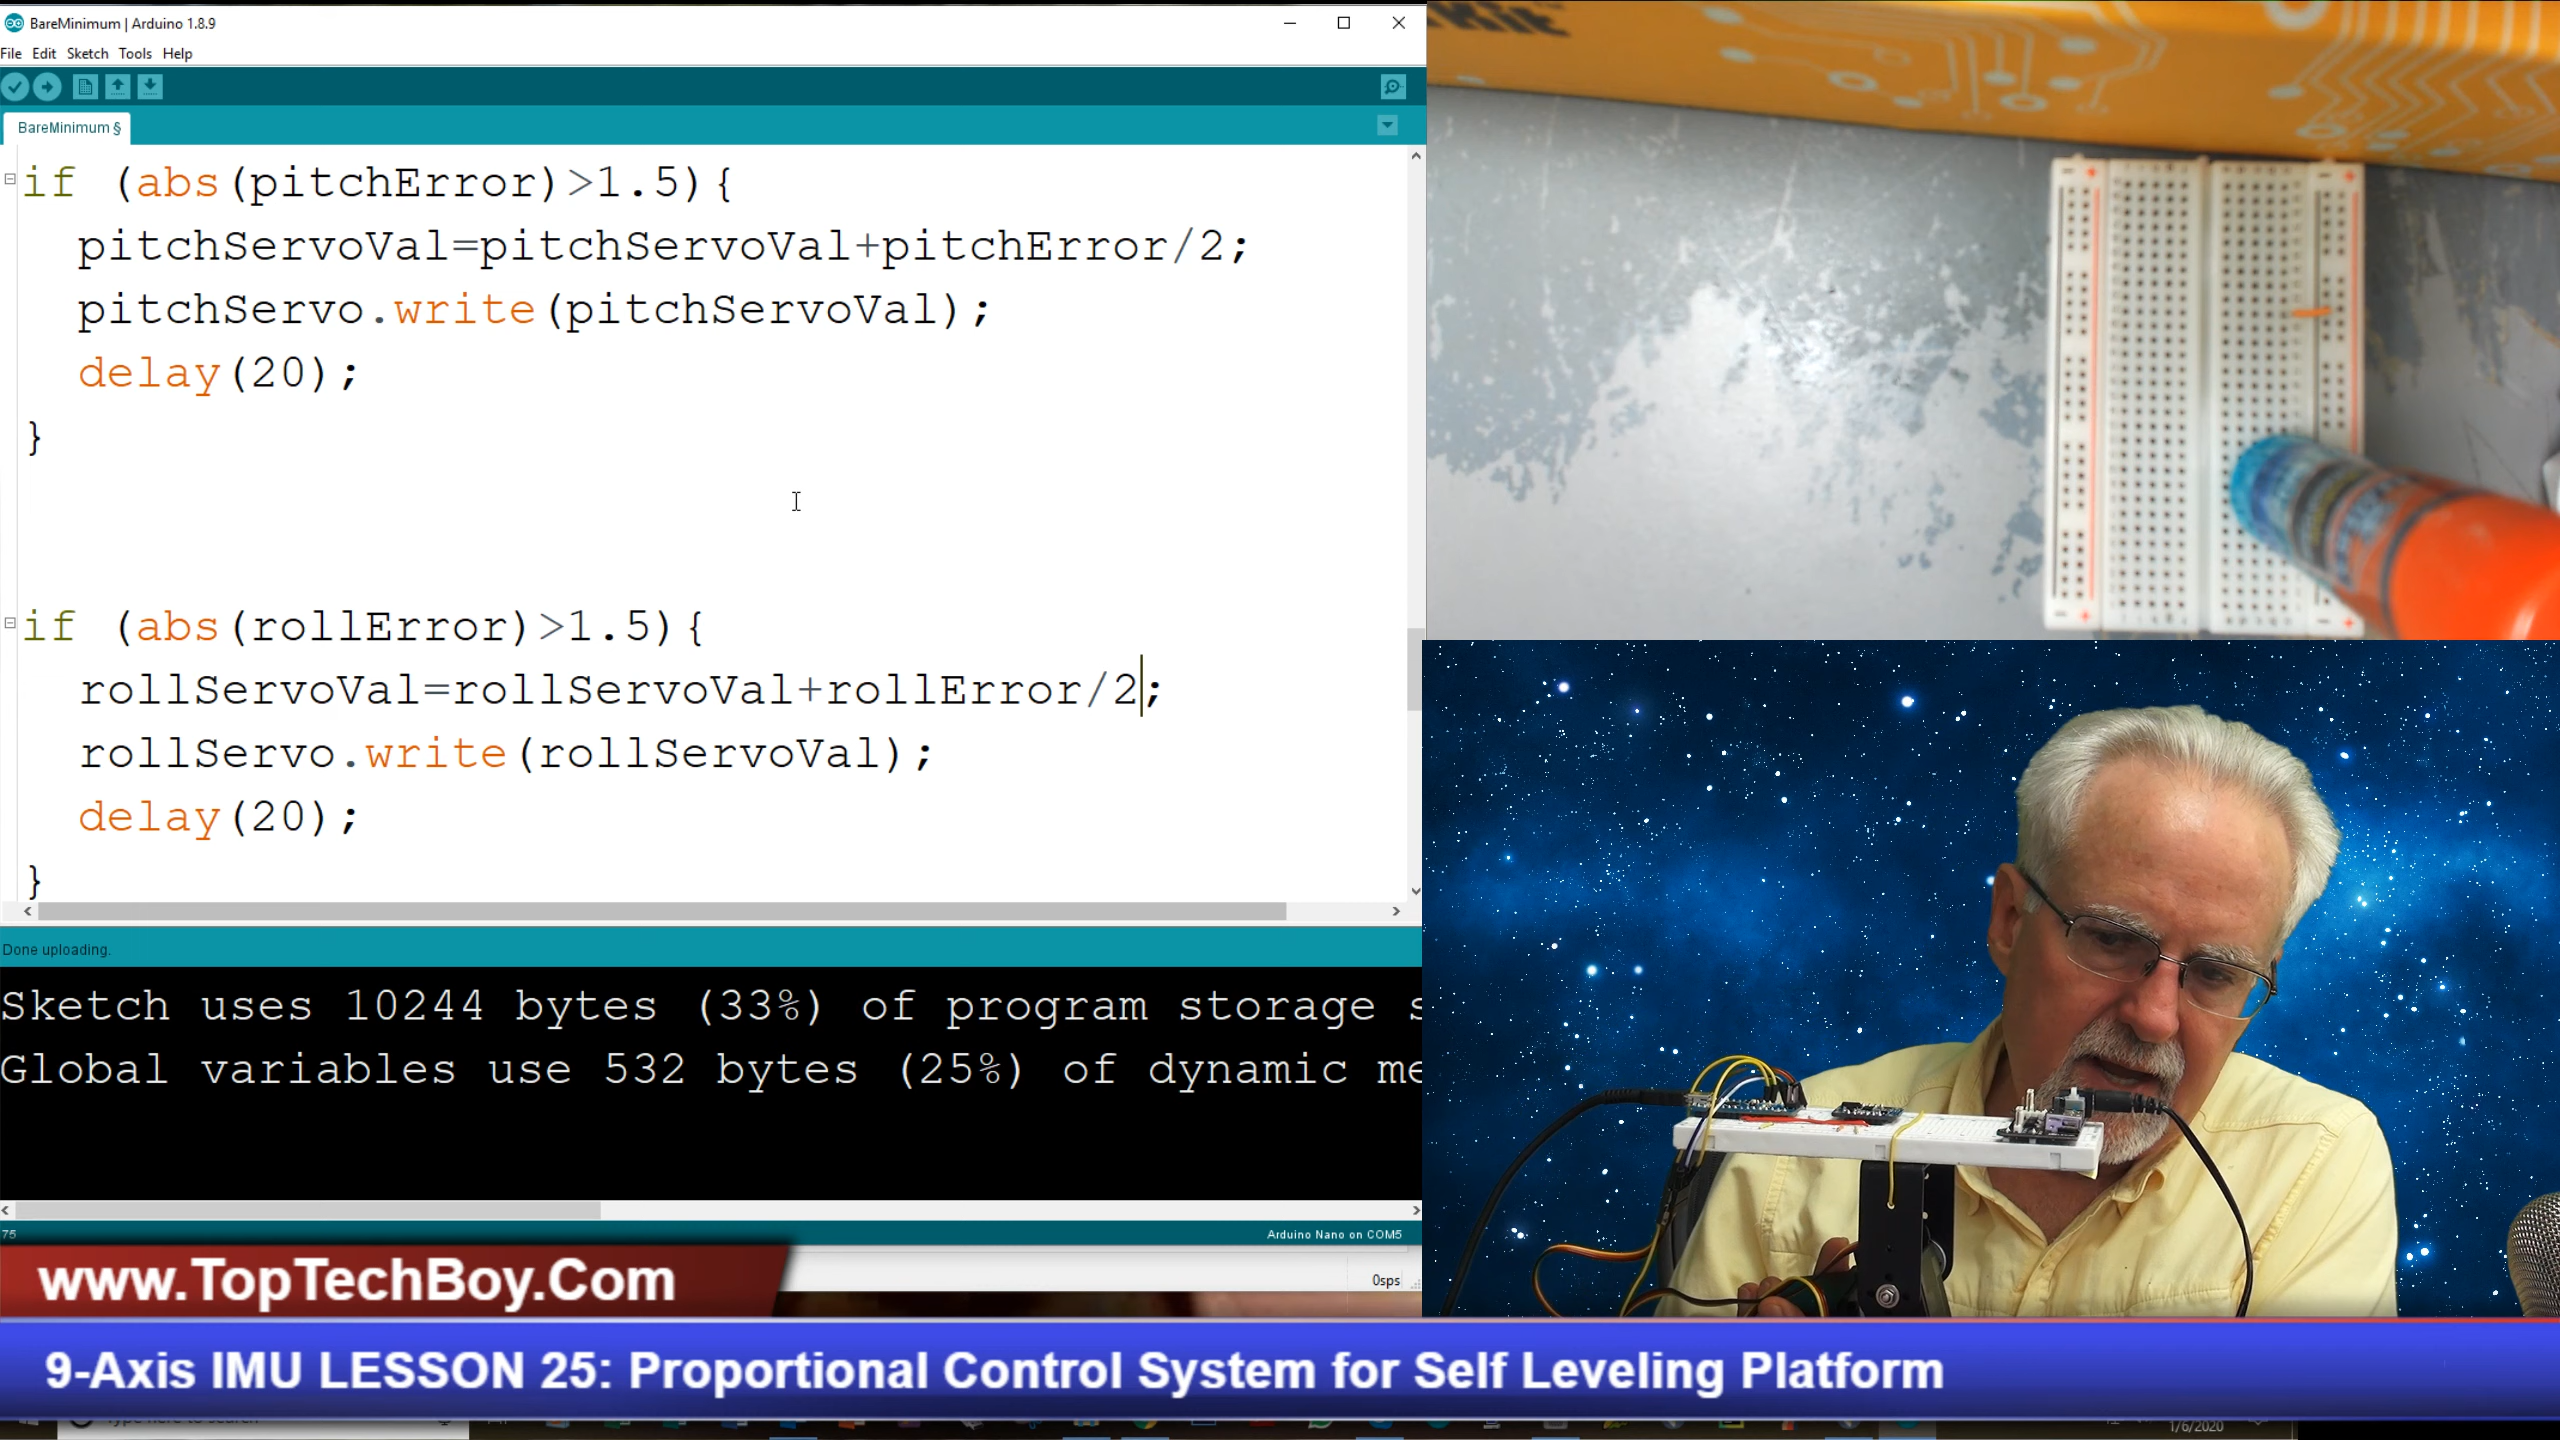 BareMinimum | Arduino 1.8.9
File Edit Sketch Tools Help
BareMinimum §
if (abs(pitchError)>1.5){
pitchServoVal=pitchServoVal+pitchError/2;
pitchServo.write(pitchServoVal);
delay(20);
}
if (abs(rollError)>1.5){
rollServoVal=rollServoVal+rollError/2;
rollServo.write(rollServoVal);
delay(20);
}
Done uploading.
Sketch uses 10244 bytes (33%) of program storage s
Global variables use 532 bytes (25%) of dynamic me
75
Arduino Nano on COM5
0sps
www.TopTechBoy.Com
9-Axis IMU LESSON 25: Proportional Control System for Self Leveling Platform
1/6/2020